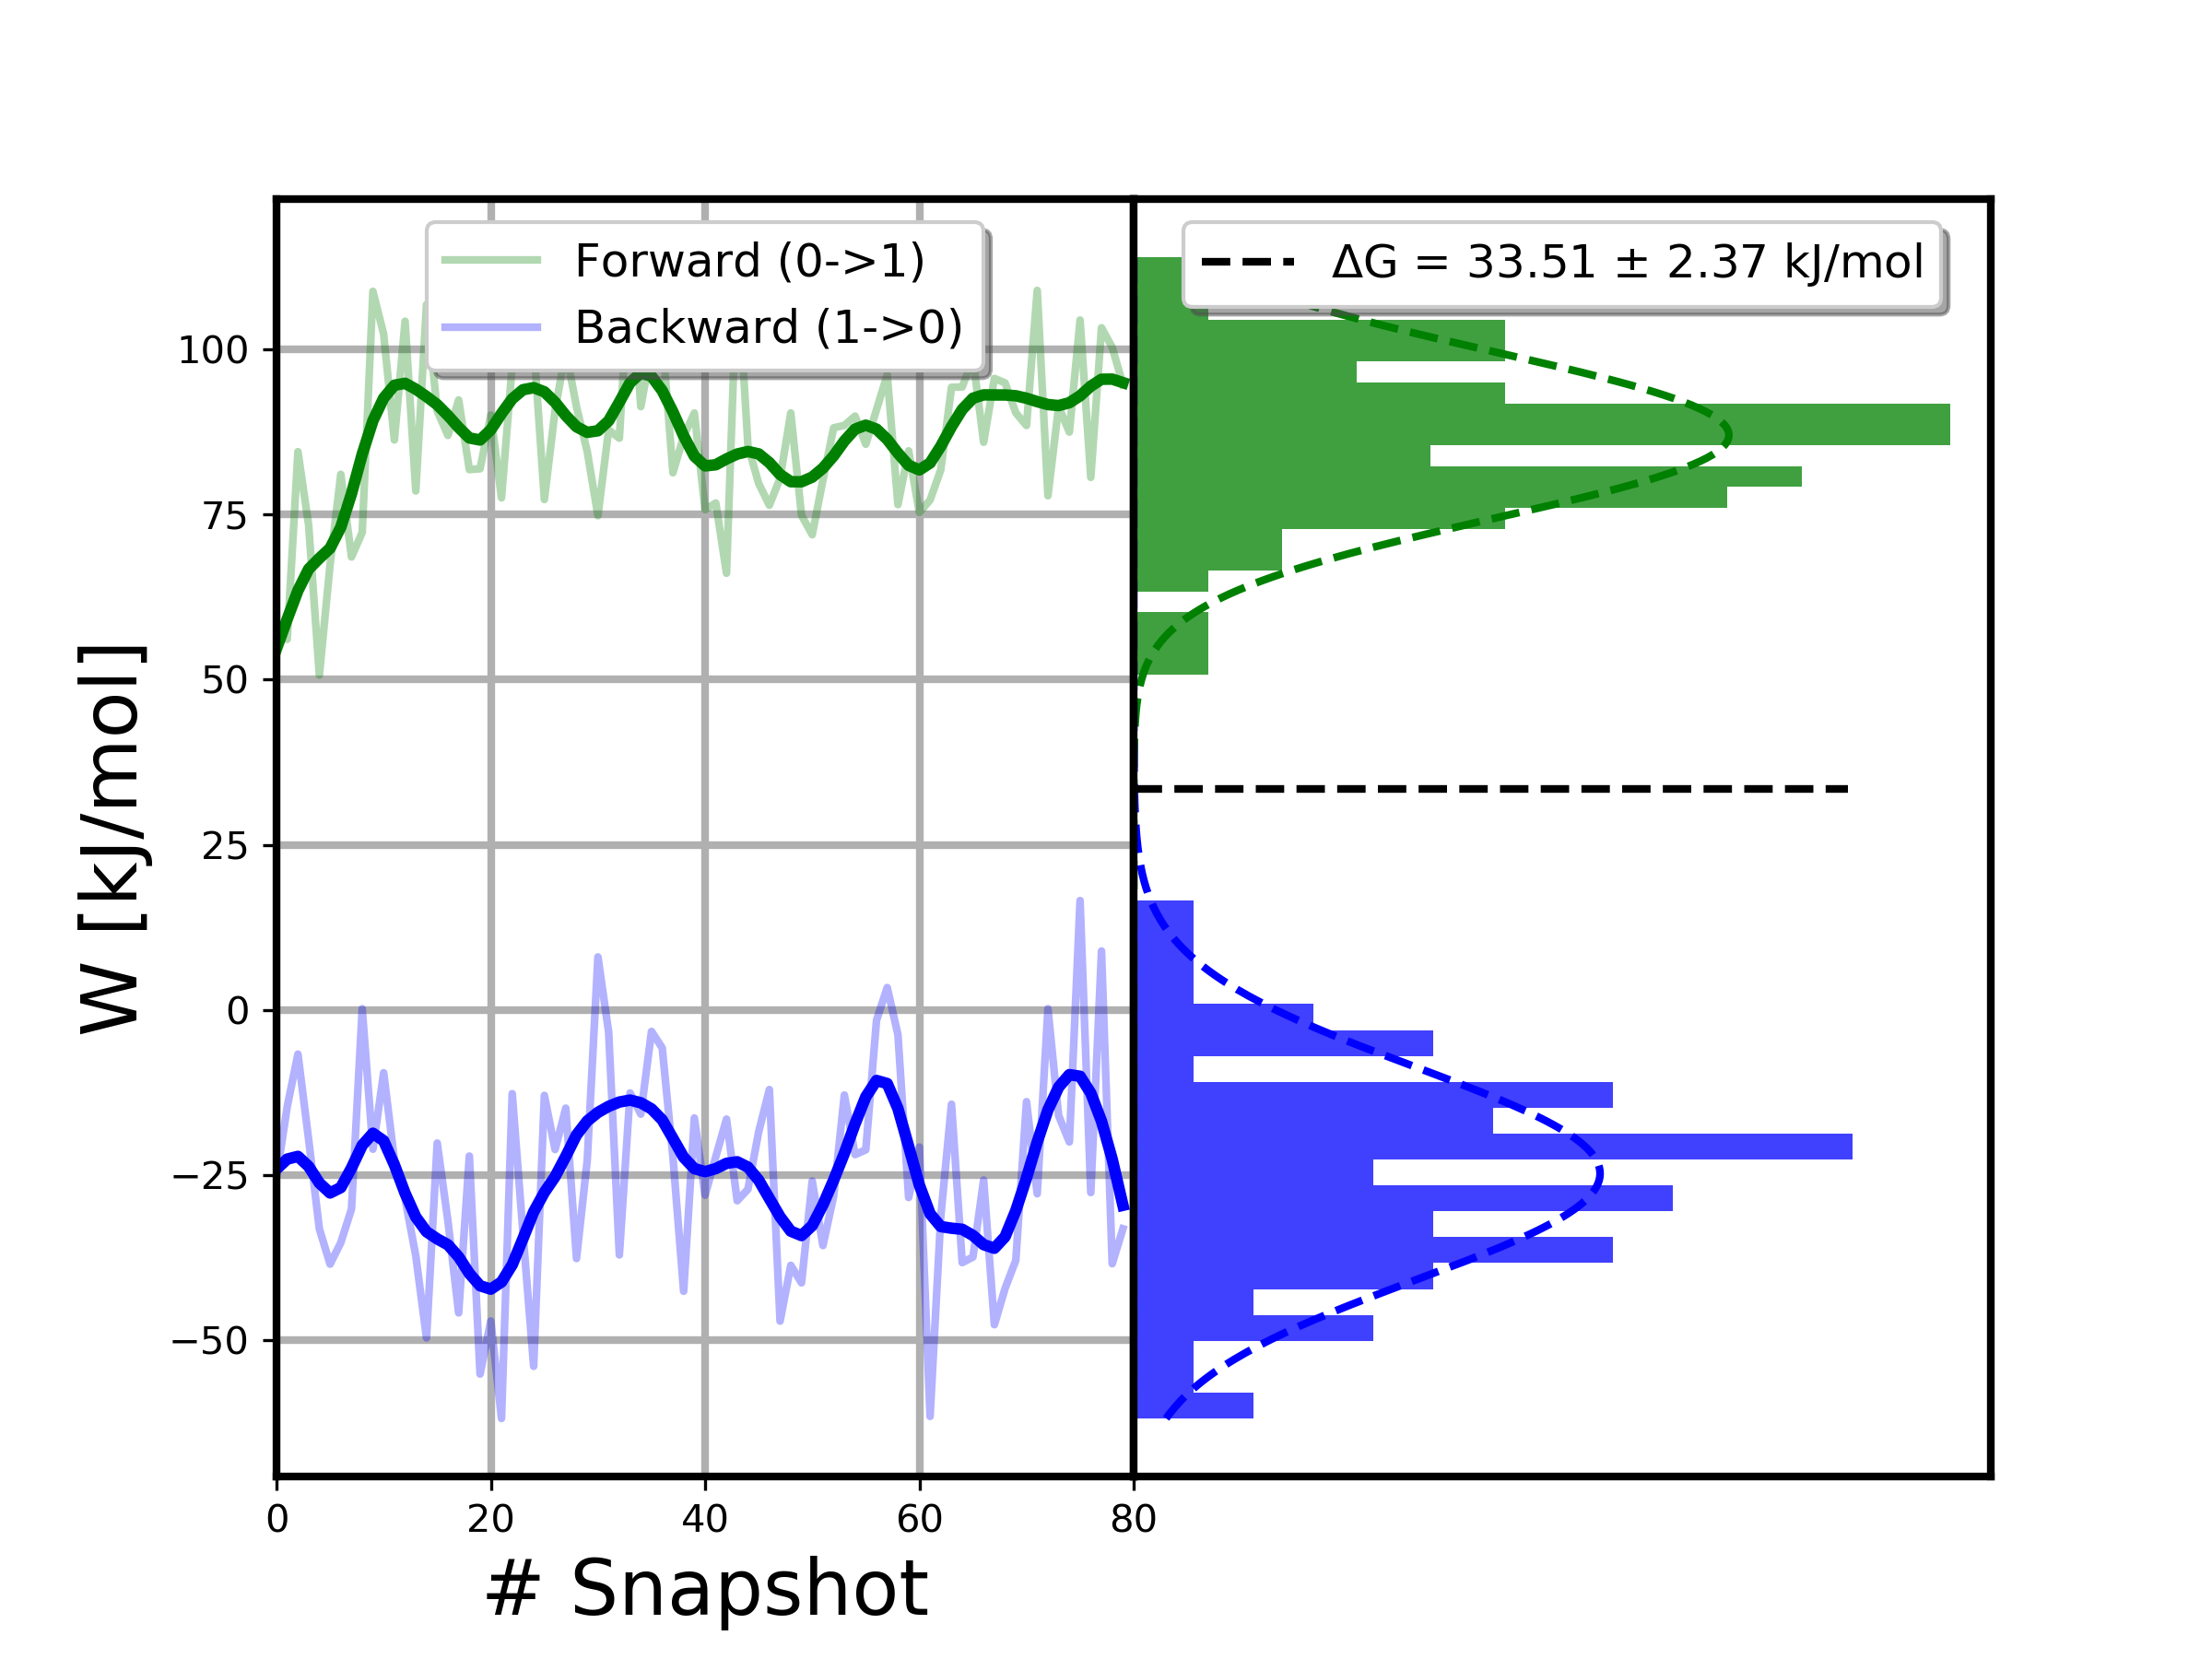 Forward (0->1)
Backward (1->0)
ΔG = 33.51 ± 2.37 kJ/mol
100
75
50
25
0
−25
−50
W [kJ/mol]
0 20 40 60 80
# Snapshot